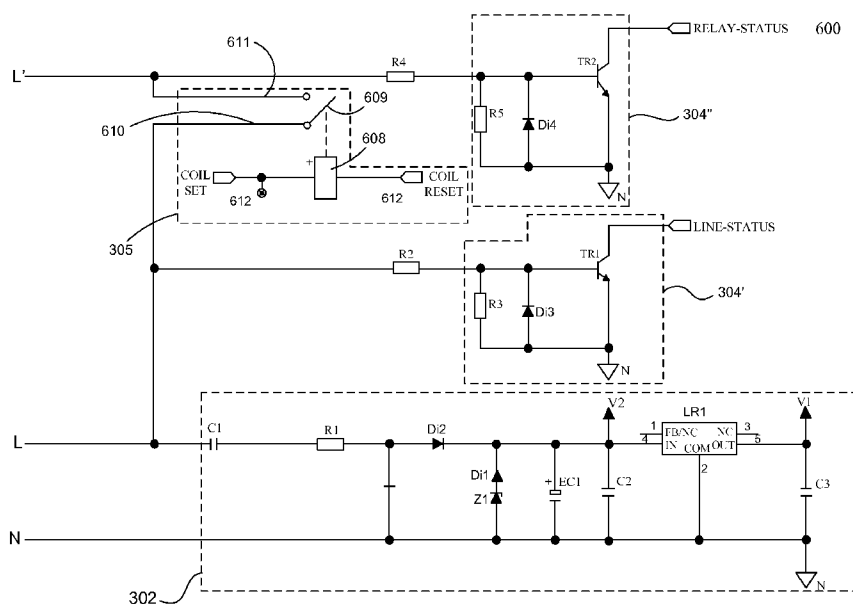 RELAY-STATUS 600
611
L'
R4
TR2
609
610
R5
Di4
304"
+
608
COIL SET
COIL RESET
612
612
N
305
LINE-STATUS
R2
TR1
R3
Di3
304'
N
V2
LR1
V1
C1
R1
Di2
1
FB/NC
NC
3
L
4
IN
COM
OUT
5
2
Di1
Z1
+
EC1
C2
C3
N
N
302